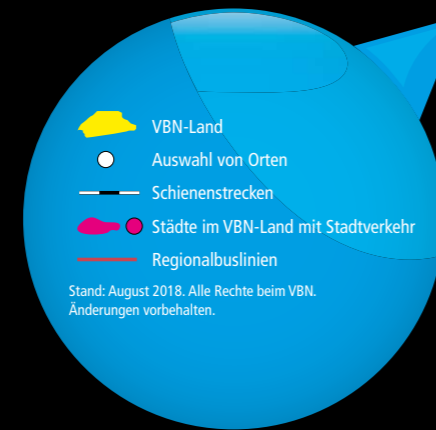 VBN-Land
Auswahl von Orten
Schienenstrecken
Städte im VBN-Land mit Stadtverkehr
Regionalbuslinien
Stand: August 2018. Alle Rechte beim VBN.
Änderungen vorbehalten.